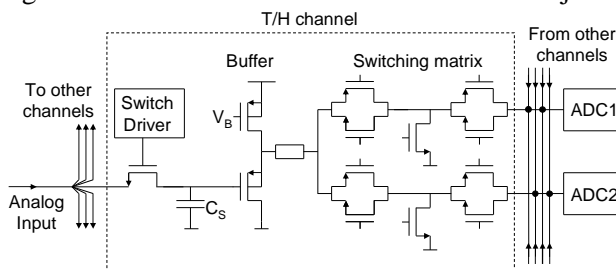 T/H channel
From other
channels
Buffer
Switching matrix
To other
channels
Switch
Driver
V_B
ADC1
Analog
Input
C_S
ADC2